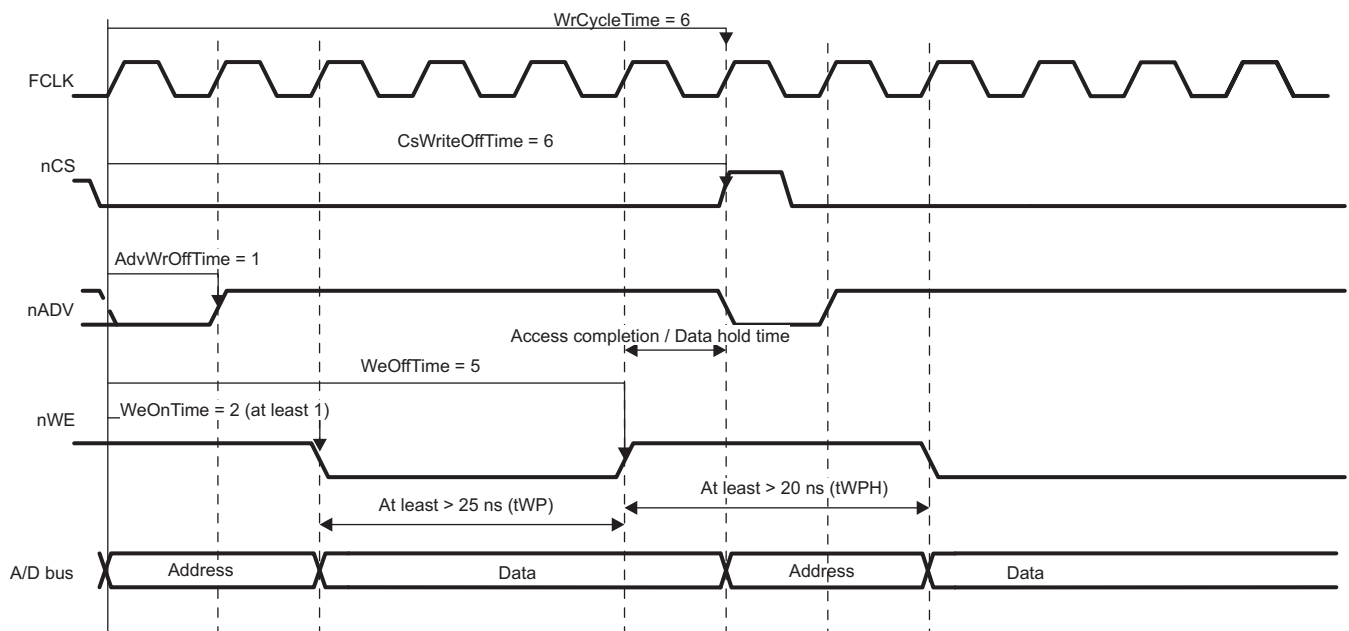 WrCycleTime = 6
FCLK
CsWriteOffTime = 6
nCS
AdvWrOffTime = 1
nADV
Access completion / Data hold time
WeOffTime = 5
WeOnTime = 2 (at least 1)
nWE
At least > 25 ns (tWP)
At least > 20 ns (tWPH)
A/D bus
Address
Data
Address
Data